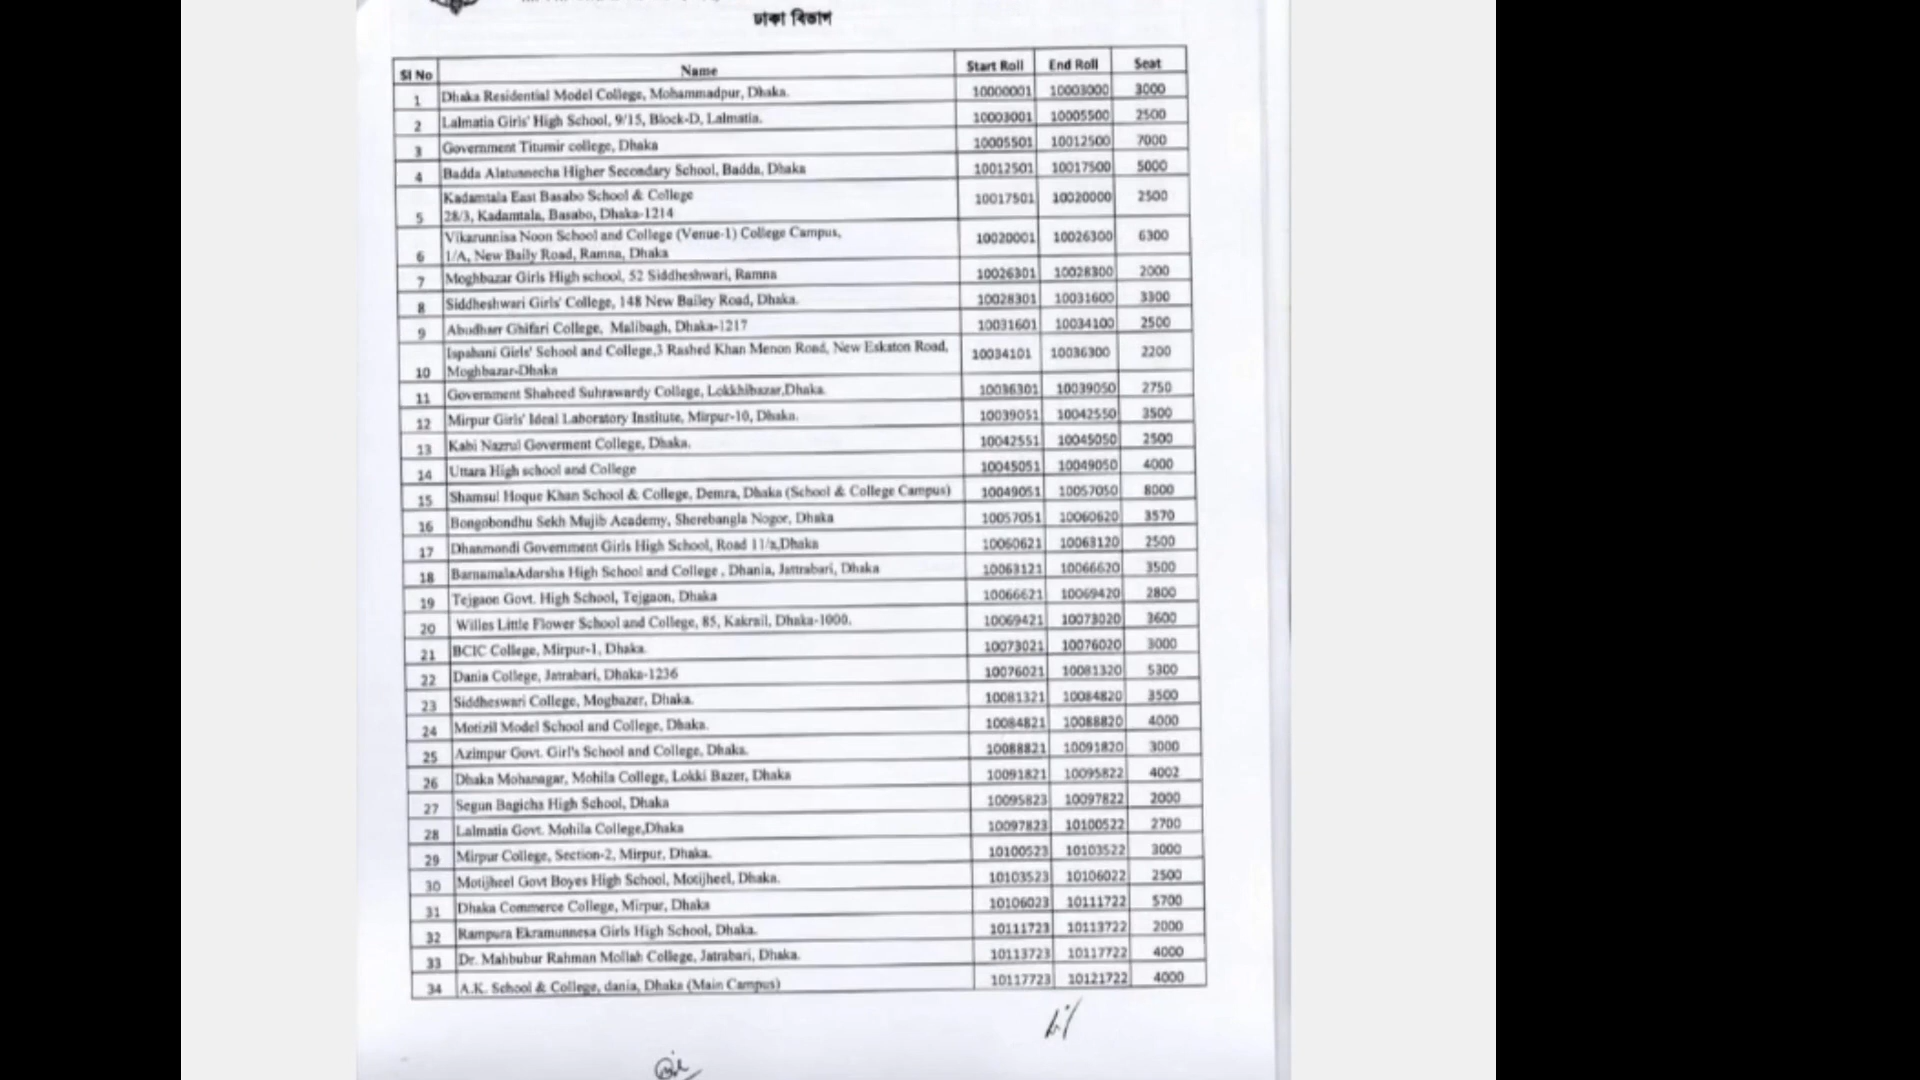 ঢাকা বিভাগ
Sl No Name Start Roll End Roll Seat
1 Dhaka Residential Model College, Mohammadpur, Dhaka. 10000001 10003000 3000
2 Lalmatia Girls' High School, 9/15, Block-D, Lalmatia. 10003001 10005500 2500
3 Government Titumir college, Dhaka 10005501 10012500 7000
4 Badda Alatunnecha Higher Secondary School, Badda, Dhaka 10012501 10017500 5000
5 Kadamtala East Basabo School & College 10017501 10020000 2500
28/3, Kadamtala, Basabo, Dhaka-1214
6 Vikarunnisa Noon School and College (Venue-1) College Campus, 10020001 10026300 6300
1/A, New Baily Road, Ramna, Dhaka
7 Moghbazar Girls High school, 52 Siddheshwari, Ramna 10026301 10028300 2000
8 Siddheshwari Girls' College, 148 New Bailey Road, Dhaka. 10028301 10031600 3300
9 Abudharr Ghifari College, Malibagh, Dhaka-1217 10031601 10034100 2500
10 Ispahani Girls' School and College,3 Rashed Khan Menon Road, New Eskaton Road, 10034101 10036300 2200
Moghbazar-Dhaka
11 Government Shaheed Suhrawardy College, Lokkhibazar,Dhaka. 10036301 10039050 2750
12 Mirpur Girls' Ideal Laboratory Institute, Mirpur-10, Dhaka. 10039051 10042550 3500
13 Kabi Nazrul Goverment College, Dhaka. 10042551 10045050 2500
14 Uttara High school and College 10045051 10049050 4000
15 Shamsul Hoque Khan School & College, Demra, Dhaka (School & College Campus) 10049051 10057050 8000
16 Bongobondhu Sekh Mujib Academy, Sherebangla Nogor, Dhaka 10057051 10060620 3570
17 Dhanmondi Government Girls High School, Road 11/a,Dhaka 10060621 10063120 2500
18 BarnamalaAdarsha High School and College , Dhania, Jattrabari, Dhaka 10063121 10066620 3500
19 Tejgaon Govt. High School, Tejgaon, Dhaka 10066621 10069420 2800
20 Willes Little Flower School and College, 85, Kakrail, Dhaka-1000. 10069421 10073020 3600
21 BCIC College, Mirpur-1, Dhaka. 10073021 10076020 3000
22 Dania College, Jatrabari, Dhaka-1236 10076021 10081320 5300
23 Siddheswari College, Mogbazer, Dhaka. 10081321 10084820 3500
24 Motizil Model School and College, Dhaka. 10084821 10088820 4000
25 Azimpur Govt. Girl's School and College, Dhaka. 10088821 10091820 3000
26 Dhaka Mohanagar, Mohila College, Lokki Bazer, Dhaka 10091821 10095822 4002
27 Segun Bagicha High School, Dhaka 10095823 10097822 2000
28 Lalmatia Govt. Mohila College,Dhaka 10097823 10100522 2700
29 Mirpur College, Section-2, Mirpur, Dhaka. 10100523 10103522 3000
30 Motijheel Govt Boyes High School, Motijheel, Dhaka. 10103523 10106022 2500
31 Dhaka Commerce College, Mirpur, Dhaka 10106023 10111722 5700
32 Rampura Ekramunnesa Girls High School, Dhaka. 10111723 10113722 2000
33 Dr. Mahbubur Rahman Mollah College, Jatrabari, Dhaka. 10113723 10117722 4000
34 A.K. School & College, dania, Dhaka (Main Campus) 10117723 10121722 4000